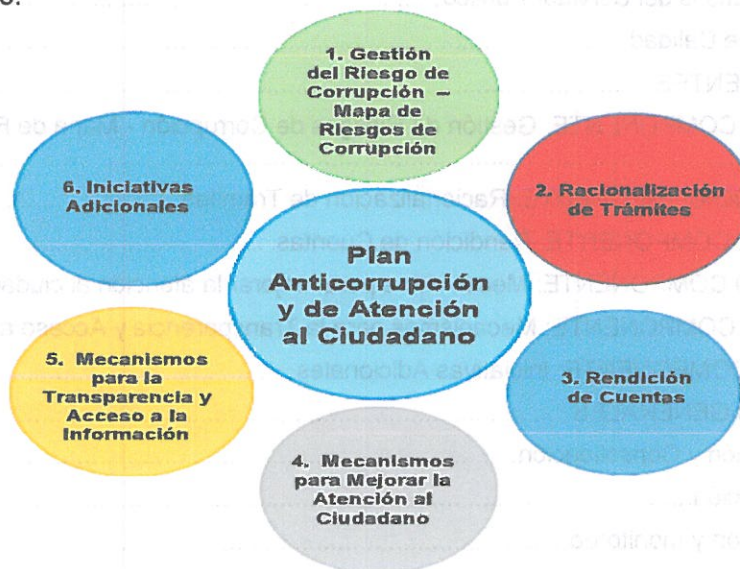 1. Gestión
del Riesgo de
Corrupción –
Mapa de
Riesgos de
Corrupción
2. Racionalización
de Trámites
3. Rendición
de Cuentas
4. Mecanismos
para Mejorar la
Atención al
Ciudadano
5. Mecanismos
para la
Transparencia y
Acceso a la
Información
6. Iniciativas
Adicionales
Plan
Anticorrupción
y de Atención
al Ciudadano